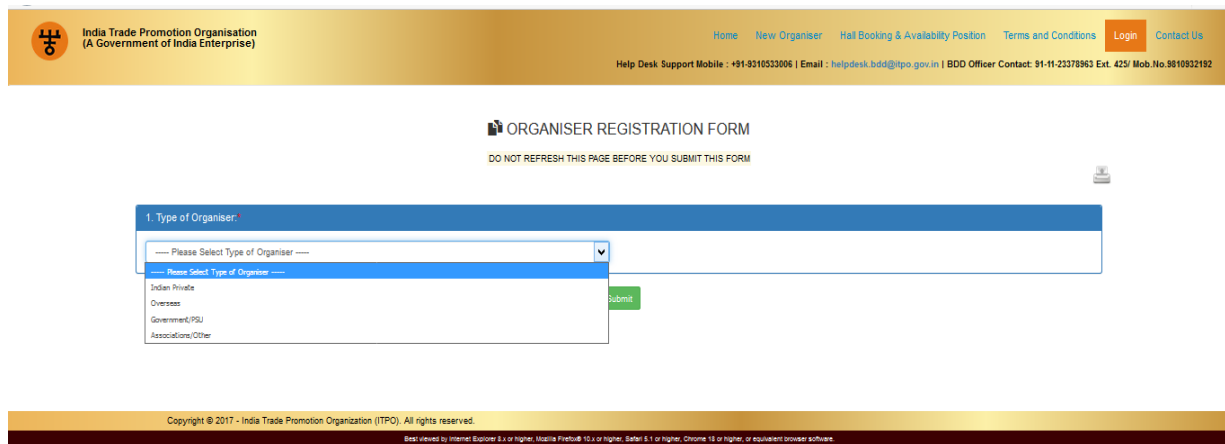 India Trade Promotion Organisation
(A Government of India Enterprise)
Home New Organiser Hall Booking & Availability Position Terms and Conditions Login Contact Us
Help Desk Support Mobile : +91-9310533006 | Email : helpdesk.bdd@itpo.gov.in | BDD Officer Contact: 91-11-23378963 Ext. 425/ Mob.No.9810932192
ORGANISER REGISTRATION FORM
DO NOT REFRESH THIS PAGE BEFORE YOU SUBMIT THIS FORM
1. Type of Organiser:*
----- Please Select Type of Organiser -----
----- Please Select Type of Organiser -----
Indian Private
Overseas
Submit
Government/PSU
Associations/Other
Copyright © 2017 - India Trade Promotion Organization (ITPO). All rights reserved.
Best viewed by Internet Explorer 8.x or higher, Mozilla Firefox® 10.x or higher, Safari 5.1 or higher, Chrome 18 or higher, or equivalent browser software.